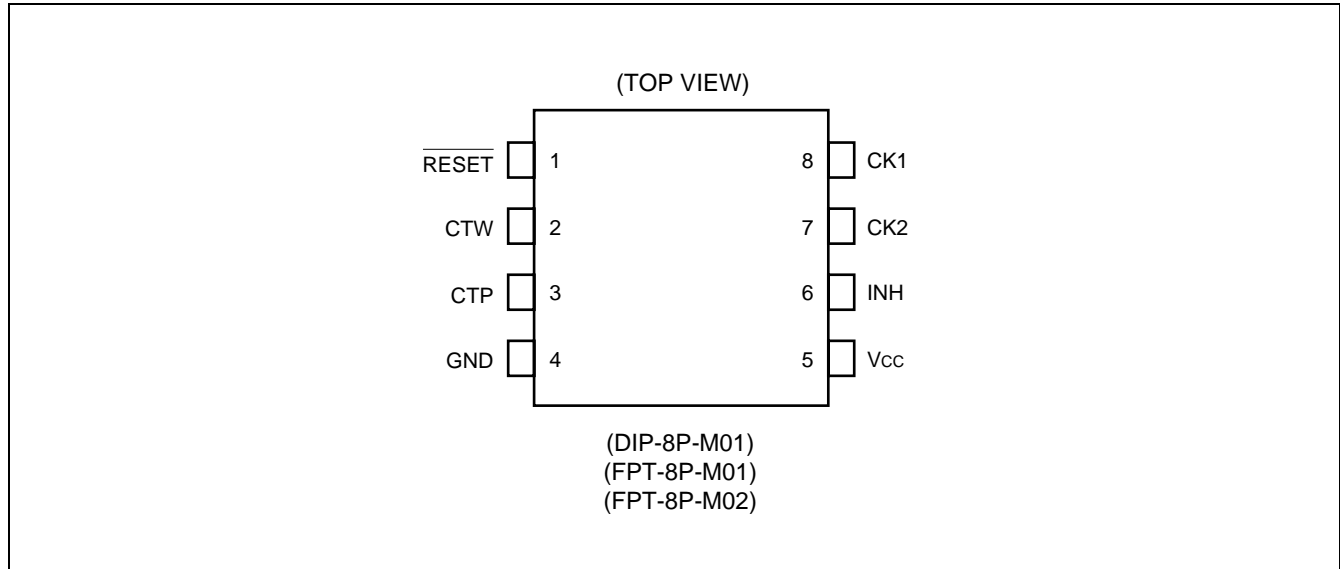 (TOP VIEW)
RESET 1 8 CK1
CTW 2 7 CK2
CTP 3 6 INH
GND 4 5 VCC
(DIP-8P-M01)
(FPT-8P-M01)
(FPT-8P-M02)